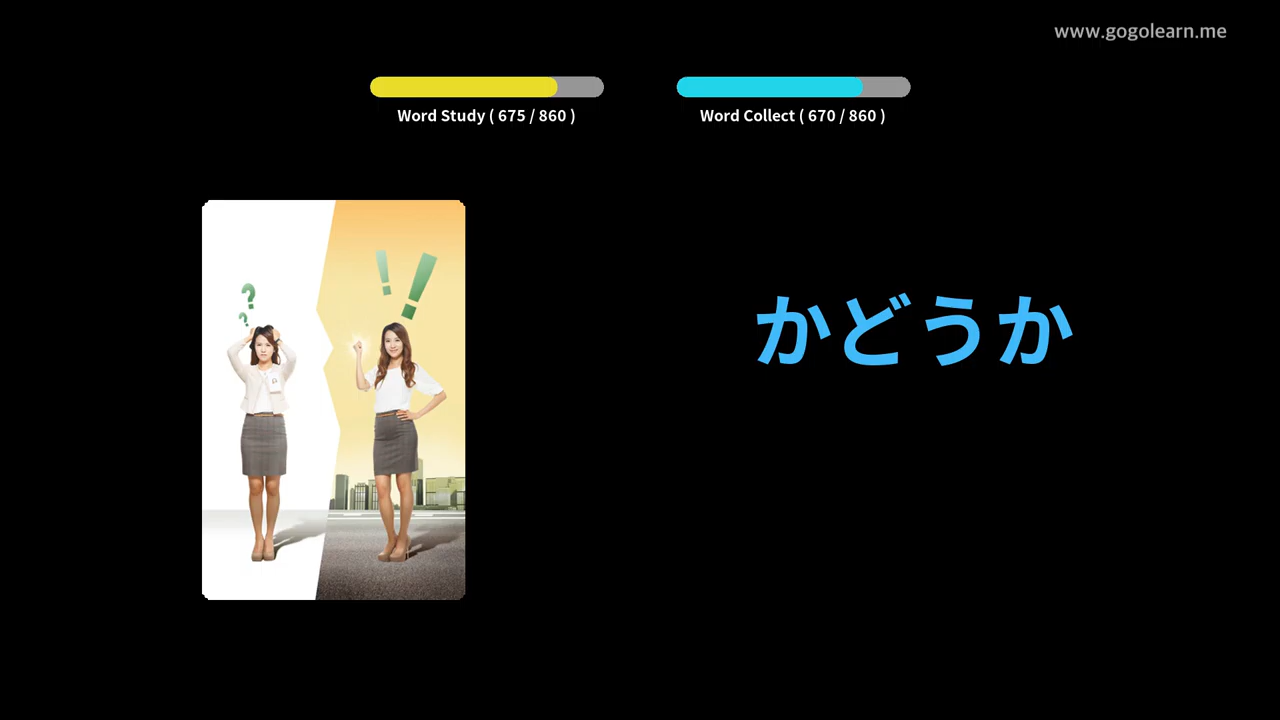 www.gogolearn.me
Word Study ( 675 / 860 )
Word Collect ( 670 / 860 )
? ?
! !
かどうか